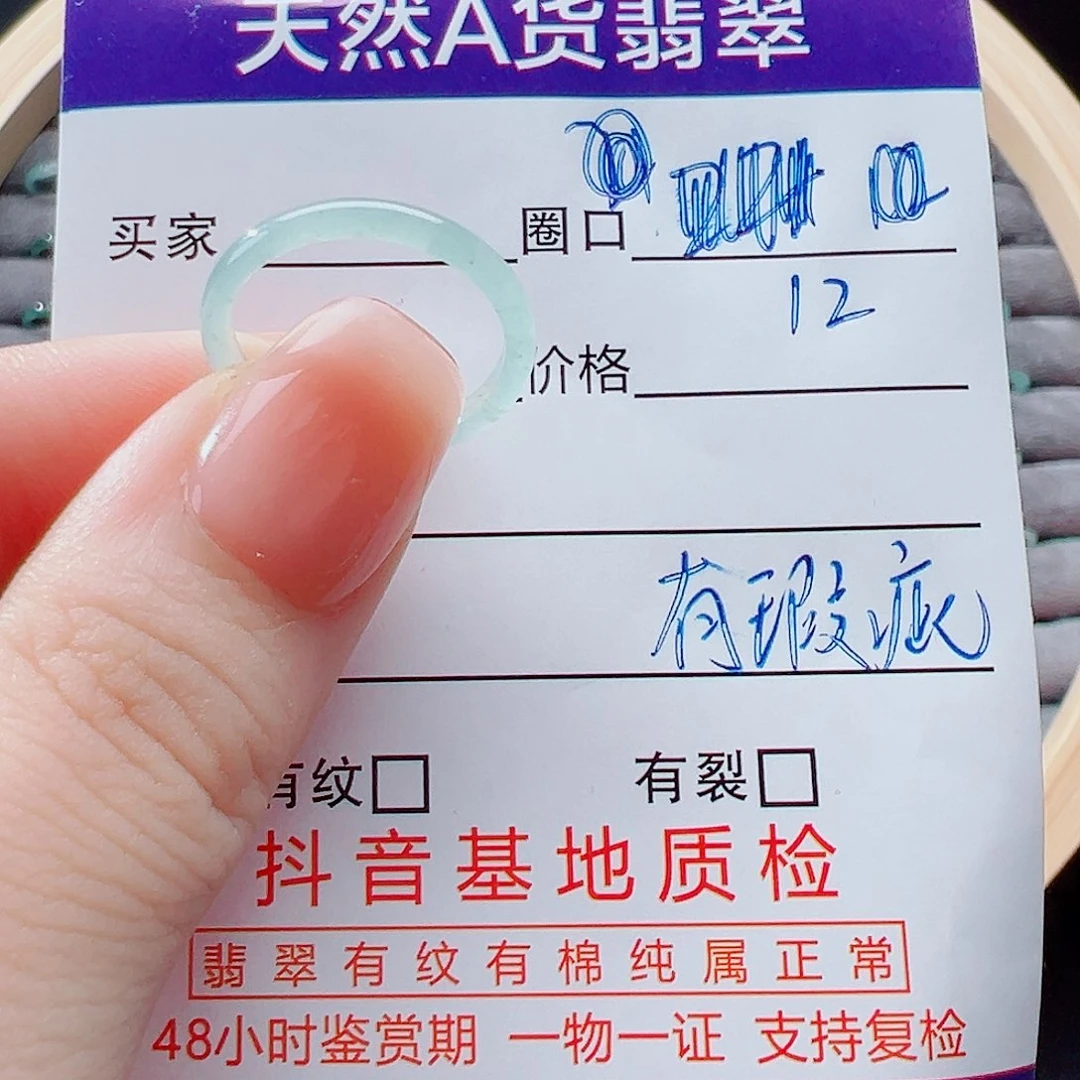 天然A货翡翠
买家 圈口
12
价格
有瑕疵
有纹 有裂
抖音基地质检
翡翠有纹有棉纯属正常
48小时鉴赏期 一物一证 支持复检